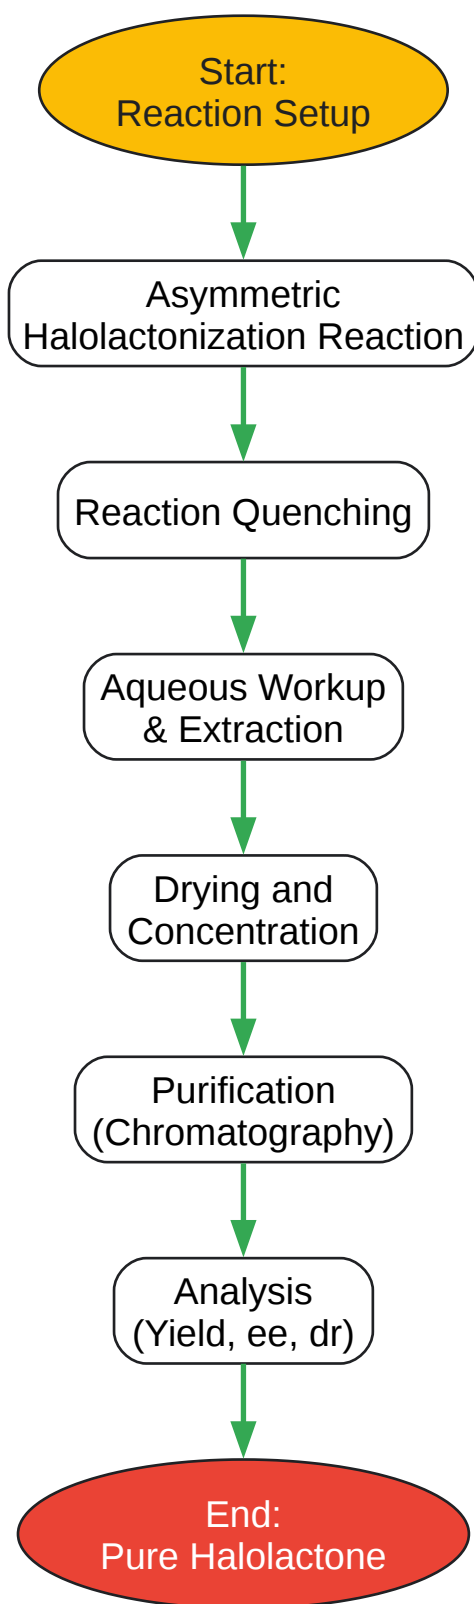 Start:
Reaction Setup
Asymmetric
Halolactonization Reaction
Reaction Quenching
Aqueous Workup
& Extraction
Drying and
Concentration
Purification
(Chromatography)
Analysis
(Yield, ee, dr)
End:
Pure Halolactone